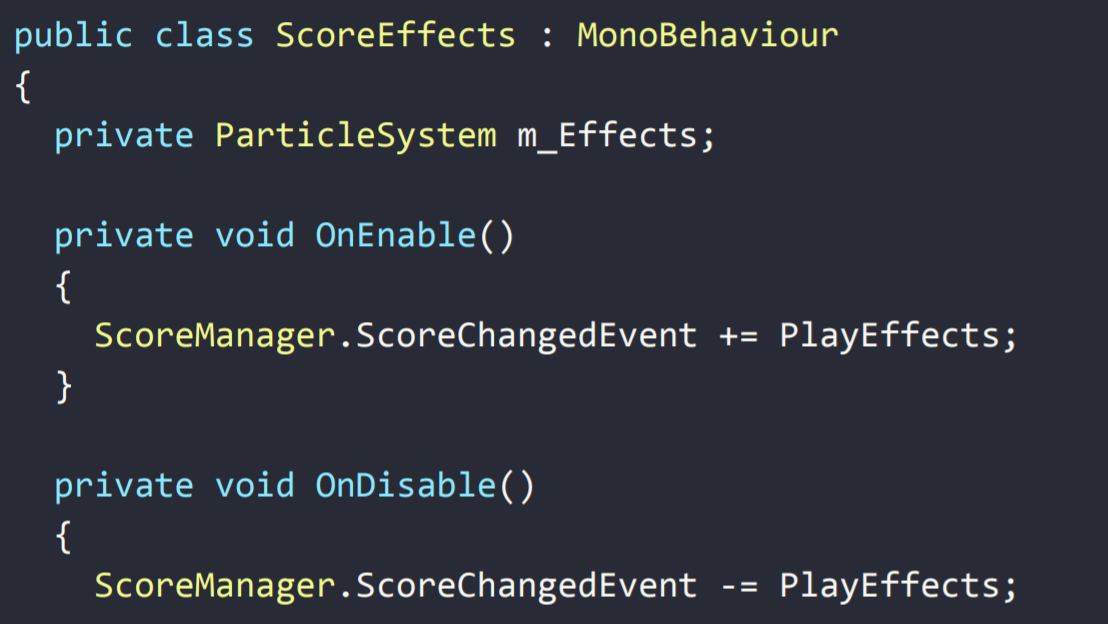 public class ScoreEffects : MonoBehaviour
{
  private ParticleSystem m_Effects;

  private void OnEnable()
  {
    ScoreManager.ScoreChangedEvent += PlayEffects;
  }

  private void OnDisable()
  {
    ScoreManager.ScoreChangedEvent -= PlayEffects;